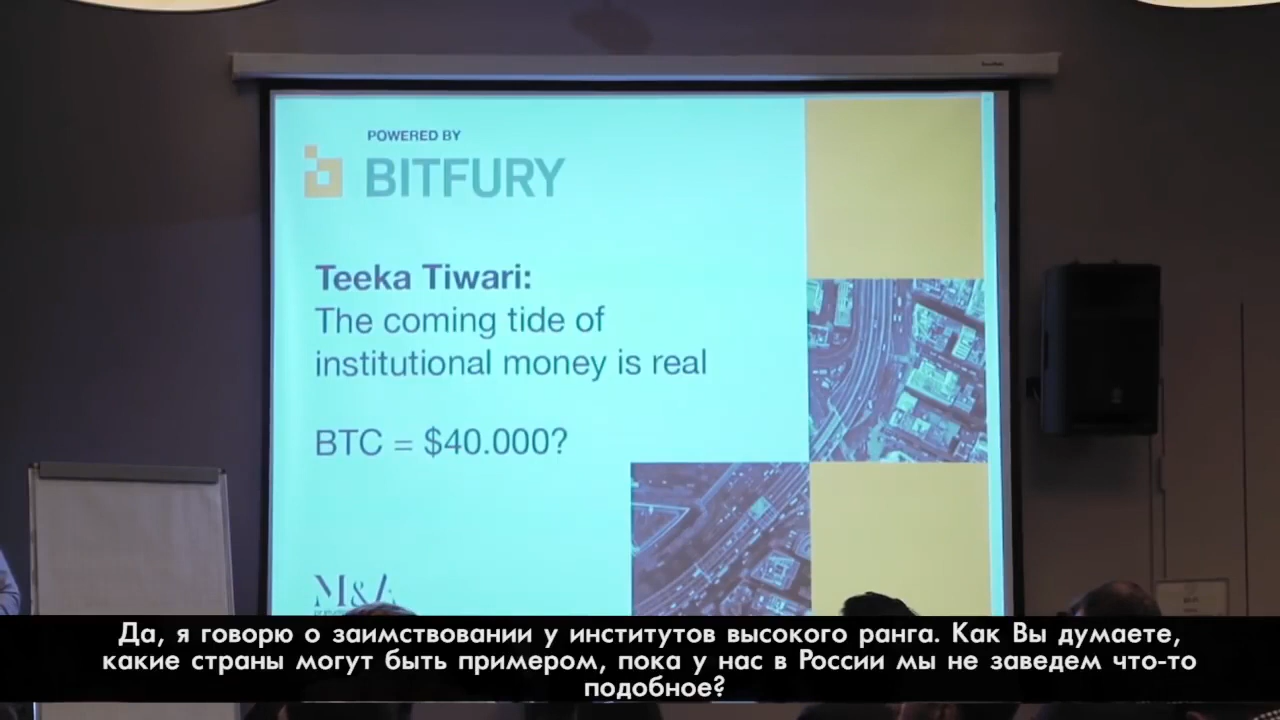 POWERED BY
BITFURY
Teeka Tiwari:
The coming tide of
institutional money is real
BTC = $40.000?
M&A
Да, я говорю о заимствовании у институтов высокого ранга. Как Вы думаете,
какие страны могут быть примером, пока у нас в России мы не заведем что-то
подобное?